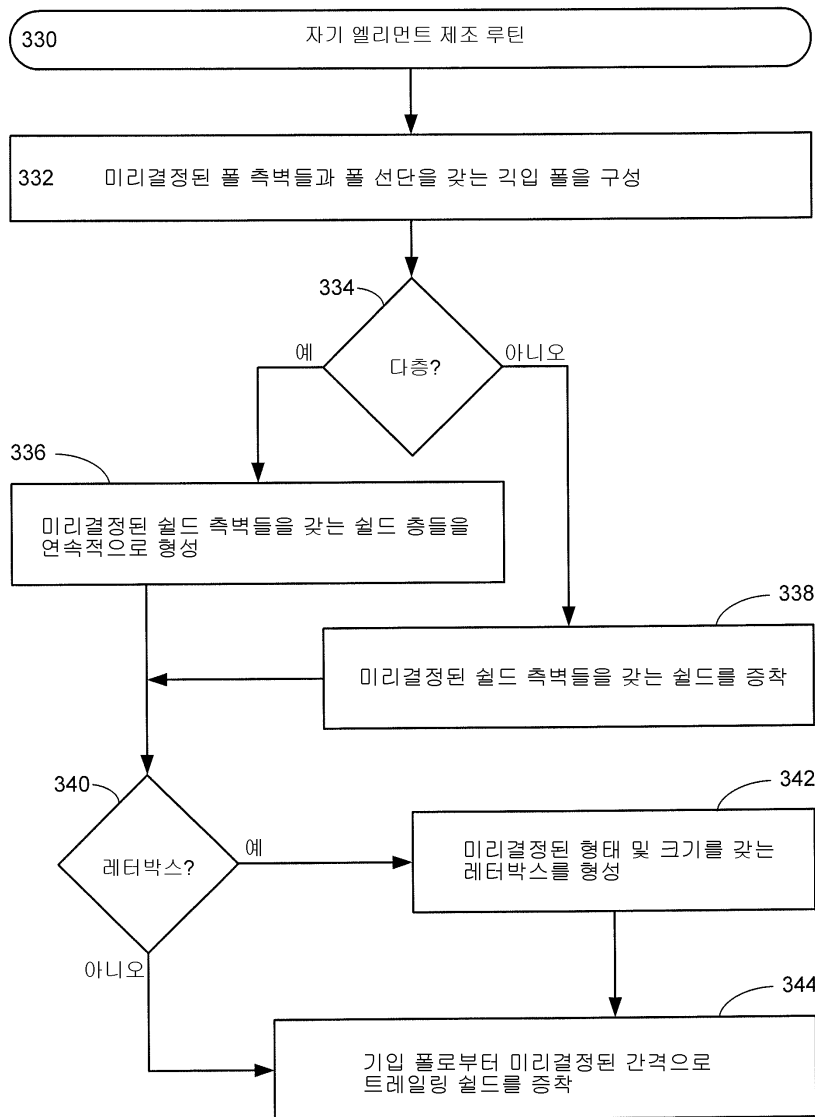 330 자기 엘리먼트 제조 루틴
332 미리결정된 폴 측벽들과 폴 선단을 갖는 긱입 폴을 구성
334
다층?
예
아니오
336
미리결정된 쉴드 측벽들을 갖는 쉴드 층들을
연속적으로 형성
338
미리결정된 쉴드 측벽들을 갖는 쉴드를 증착
340
레터박스?
예
아니오
342
미리결정된 형태 및 크기를 갖는
레터박스를 형성
344
기입 폴로부터 미리결정된 간격으로
트레일링 쉴드를 증착